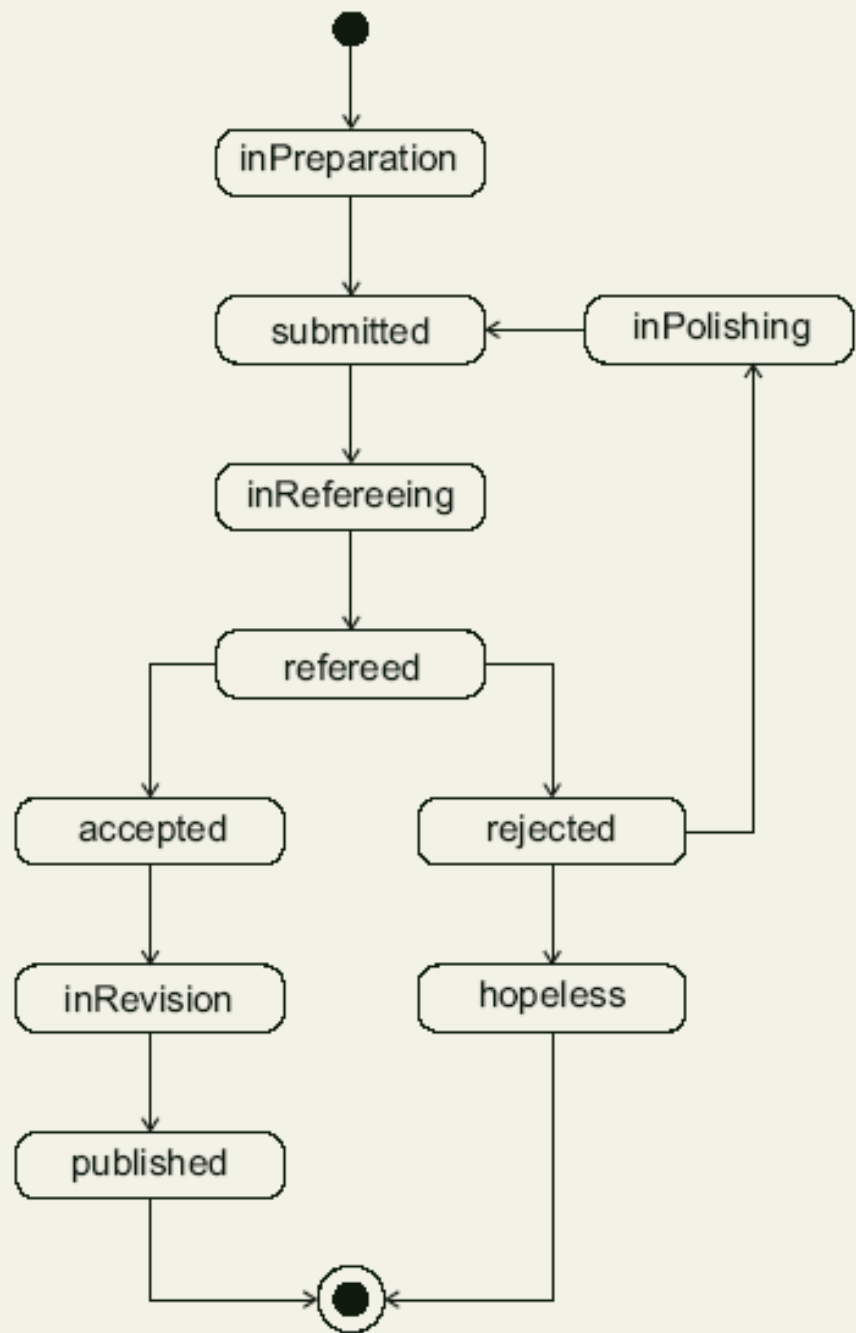 inPreparation
submitted
inPolishing
inRefereeing
refereed
accepted
rejected
inRevision
hopeless
published